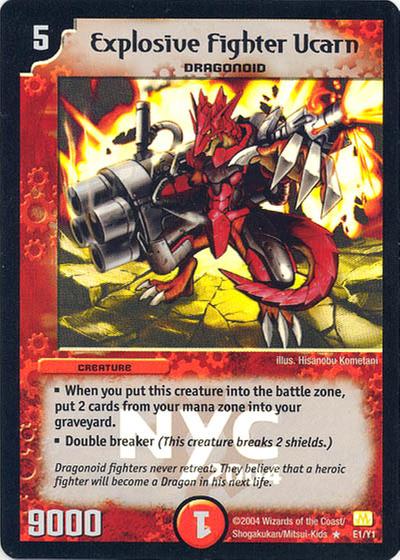 5
Explosive Fighter Ucarn
DRAGONOID
illus. Hisanobu Kometani
CREATURE
▪ When you put this creature into the battle zone,
put 2 cards from your mana zone into your
graveyard.
▪ Double breaker (This creature breaks 2 shields.)
NYC
Dragonoid fighters never retreat. They believe that a heroic
fighter will become a Dragon in his next life.
9000
1
©2004 Wizards of the Coast/
Shogakukan/Mitsui-Kids ★
E1/Y1